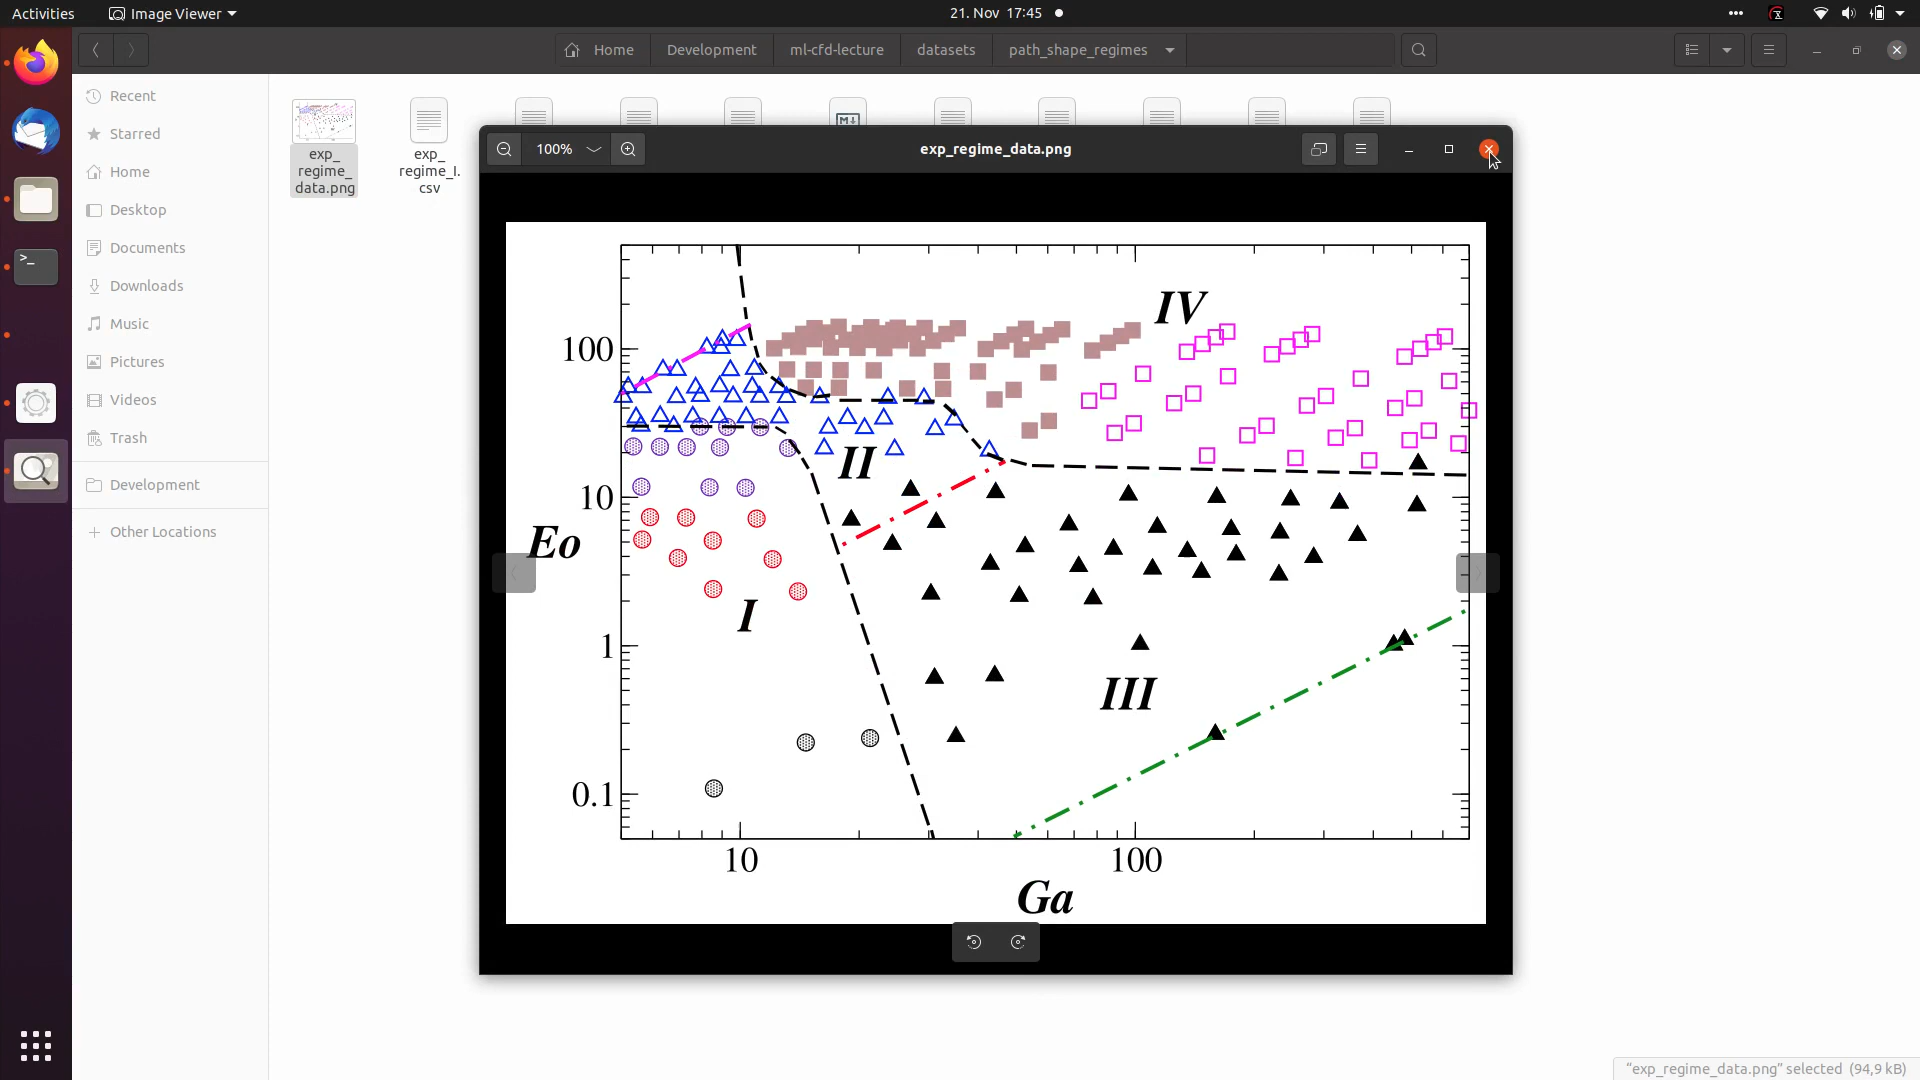 Activities
Image Viewer
21. Nov 17:45
Home
Development
ml-cfd-lecture
datasets
path_shape_regimes
Recent
Starred
Home
Desktop
Documents
Downloads
Music
Pictures
Videos
Trash
Development
+ Other Locations
exp_
regime_
data.png
exp_
regime_I.
csv
M
100%
exp_regime_data.png
IV
100
II
10
Eo
I
1
III
0.1
10
100
Ga
"exp_regime_data.png" selected (94,9 kB)